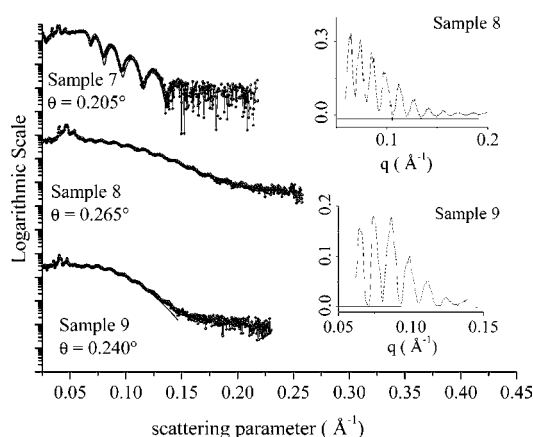 Logarithmic Scale
Sample 7
θ = 0.205°
Sample 8
θ = 0.265°
Sample 9
θ = 0.240°
0.05 0.10 0.15 0.20 0.25 0.30 0.35 0.40 0.45
scattering parameter ( Å⁻¹)
Sample 8
0.3
0.0
0.1 0.2
q ( Å⁻¹)
Sample 9
0.2
0.1
0.0
0.05 0.10 0.15
q ( Å⁻¹)